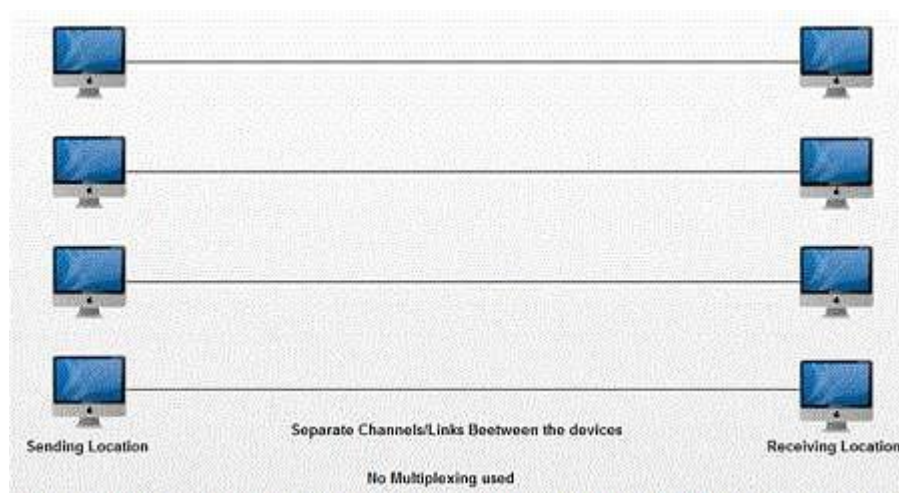 Separate Channels/Links Beetween the devices
Sending Location
Receiving Location
No Multiplexing used